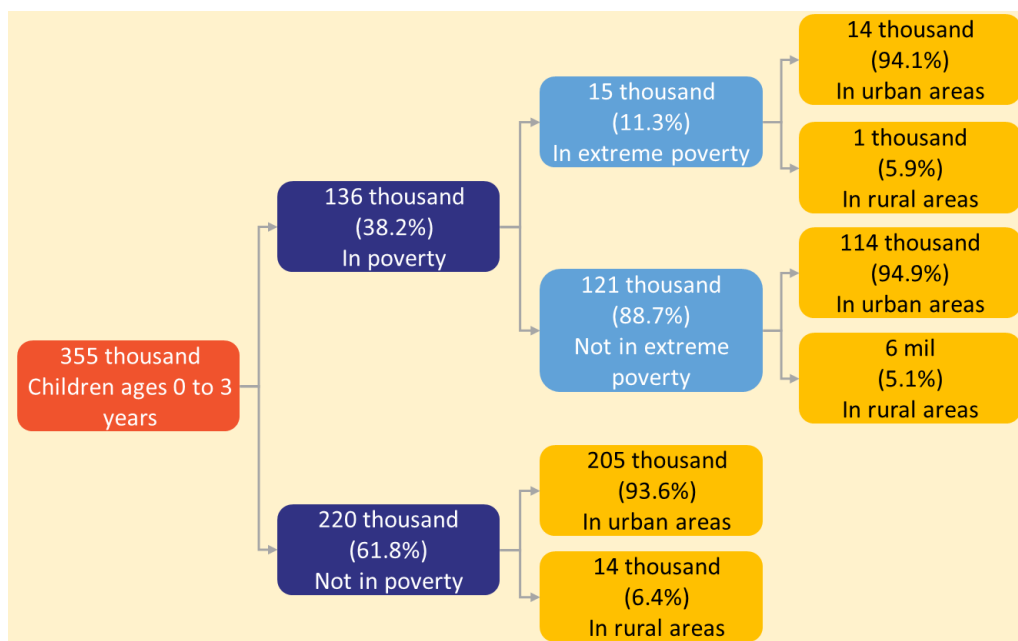 355 thousand
Children ages 0 to 3
years
136 thousand
(38.2%)
In poverty
220 thousand
(61.8%)
Not in poverty
15 thousand
(11.3%)
In extreme poverty
121 thousand
(88.7%)
Not in extreme
poverty
205 thousand
(93.6%)
In urban areas
14 thousand
(6.4%)
In rural areas
14 thousand
(94.1%)
In urban areas
1 thousand
(5.9%)
In rural areas
114 thousand
(94.9%)
In urban areas
6 mil
(5.1%)
In rural areas